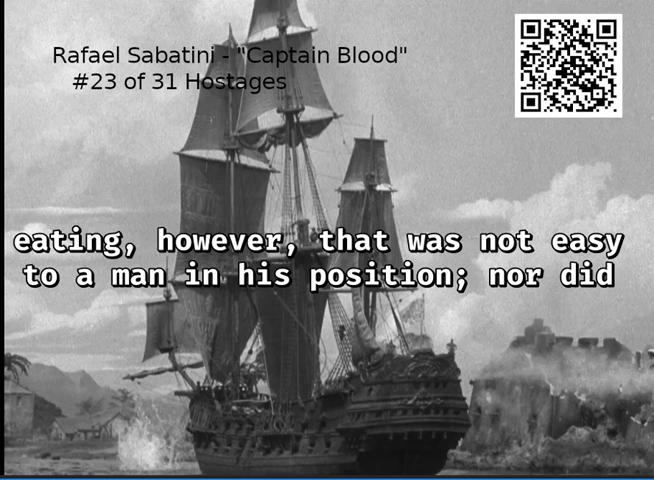 Rafael Sabatini - "Captain Blood"
#23 of 31 Hostages
eating, however, that was not easy
to a man in his position; nor did